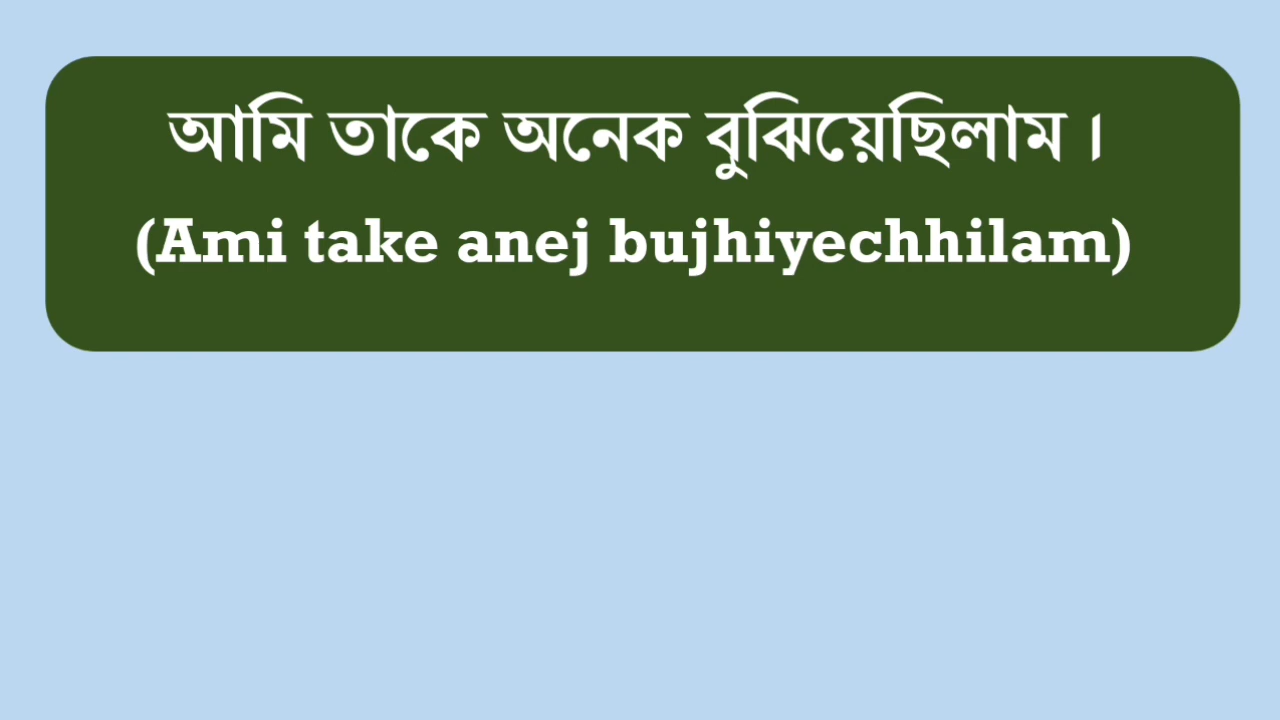 আমি তাকে অনেক বুঝিয়েছিলাম।
(Ami take anej bujhiyechhilam)